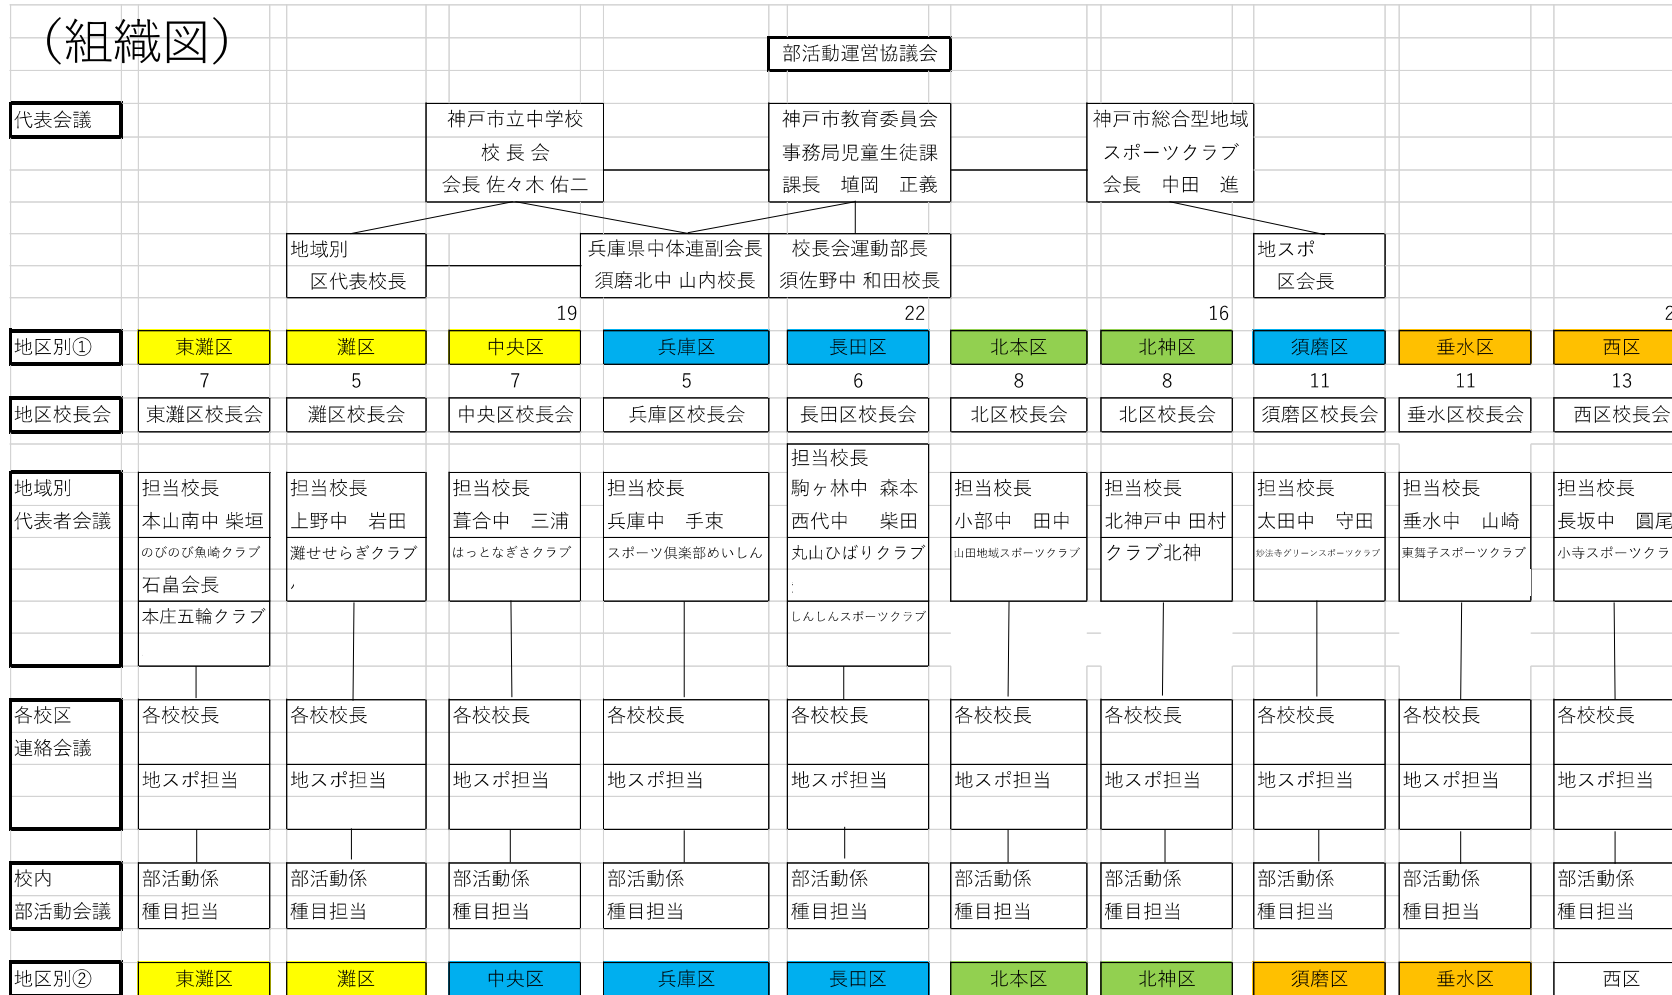 （組織図）
部活動運営協議会
代表会議
神戸市立中学校
校 長 会
会長 佐々木 佑二
神戸市教育委員会
事務局児童生徒課
課長　埴岡　正義
神戸市総合型地域
スポーツクラブ
会長　中田　進
地域別
区代表校長
兵庫県中体連副会長
須磨北中 山内校長
校長会運動部長
須佐野中 和田校長
地スポ
区会長
19 22 16 2
地区別① 東灘区 灘区 中央区 兵庫区 長田区 北本区 北神区 須磨区 垂水区 西区
7 5 7 5 6 8 8 11 11 13
地区校長会 東灘区校長会 灘区校長会 中央区校長会 兵庫区校長会 長田区校長会 北区校長会 北区校長会 須磨区校長会 垂水区校長会 西区校長会
地域別
代表者会議
担当校長
本山南中 柴垣
のびのび魚崎クラブ
石畠会長
本庄五輪クラブ
担当校長
上野中　岩田
灘せせらぎクラブ
担当校長
葺合中　三浦
はっとなぎさクラブ
担当校長
兵庫中　手束
スポーツ倶楽部めいしん
担当校長
駒ヶ林中 森本
西代中　柴田
丸山ひばりクラブ
しんしんスポーツクラブ
担当校長
小部中　田中
山田地域スポーツクラブ
担当校長
北神戸中 田村
クラブ北神
担当校長
太田中　守田
妙法寺グリーンスポーツクラブ
担当校長
垂水中　山崎
東舞子スポーツクラブ
担当校長
長坂中　圓尾
小寺スポーツクラ
各校区
連絡会議
各校校長 各校校長 各校校長 各校校長 各校校長 各校校長 各校校長 各校校長 各校校長 各校校長
地スポ担当 地スポ担当 地スポ担当 地スポ担当 地スポ担当 地スポ担当 地スポ担当 地スポ担当 地スポ担当 地スポ担当
校内 部活動係 部活動係 部活動係 部活動係 部活動係 部活動係 部活動係 部活動係 部活動係 部活動係
部活動会議 種目担当 種目担当 種目担当 種目担当 種目担当 種目担当 種目担当 種目担当 種目担当 種目担当
地区別② 東灘区 灘区 中央区 兵庫区 長田区 北本区 北神区 須磨区 垂水区 西区